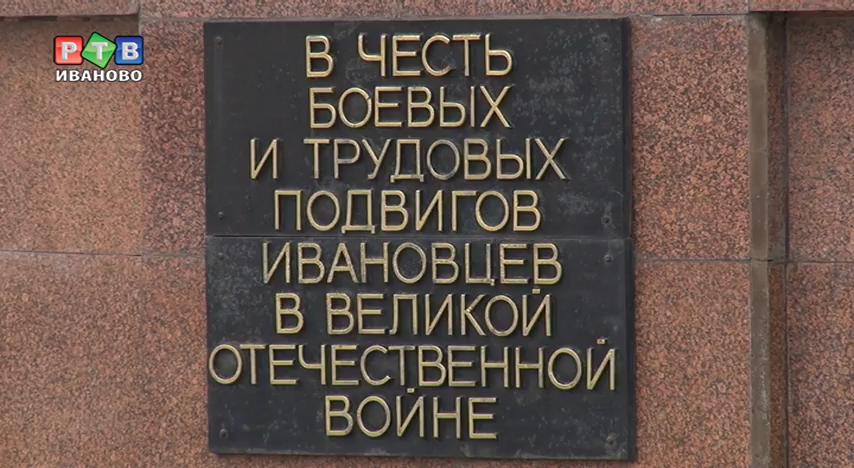 РТВ
ИВАНОВО
В ЧЕСТЬ
БОЕВЫХ
И ТРУДОВЫХ
ПОДВИГОВ
ИВАНОВЦЕВ
В ВЕЛИКОЙ
ОТЕЧЕСТВЕННОЙ
ВОЙНЕ